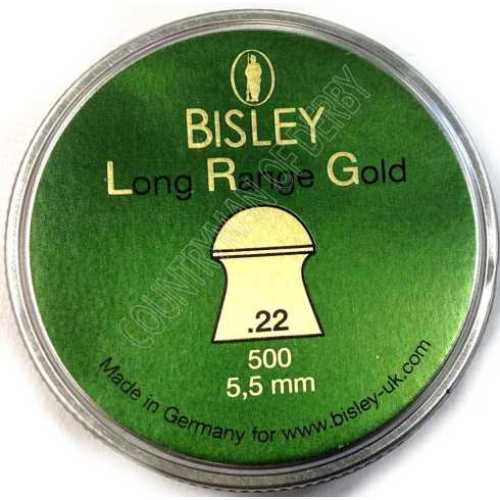 BISLEY
Long Range Gold
.22
500
5,5 mm
Made in Germany for www.bisley-uk.com
COUNTRYMAN OF DERBY